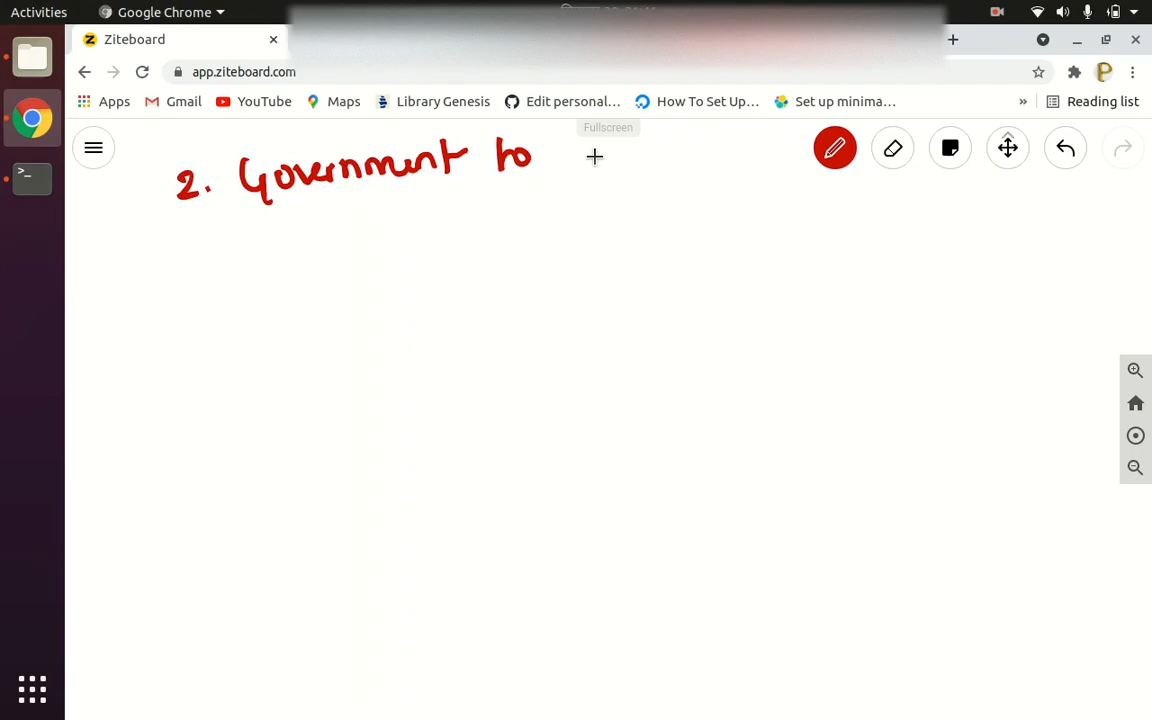 Activities Google Chrome
Ziteboard
app.ziteboard.com
Apps Gmail YouTube Maps Library Genesis Edit personal... How To Set Up... Set up minima... » Reading list
Fullscreen
2. Government to